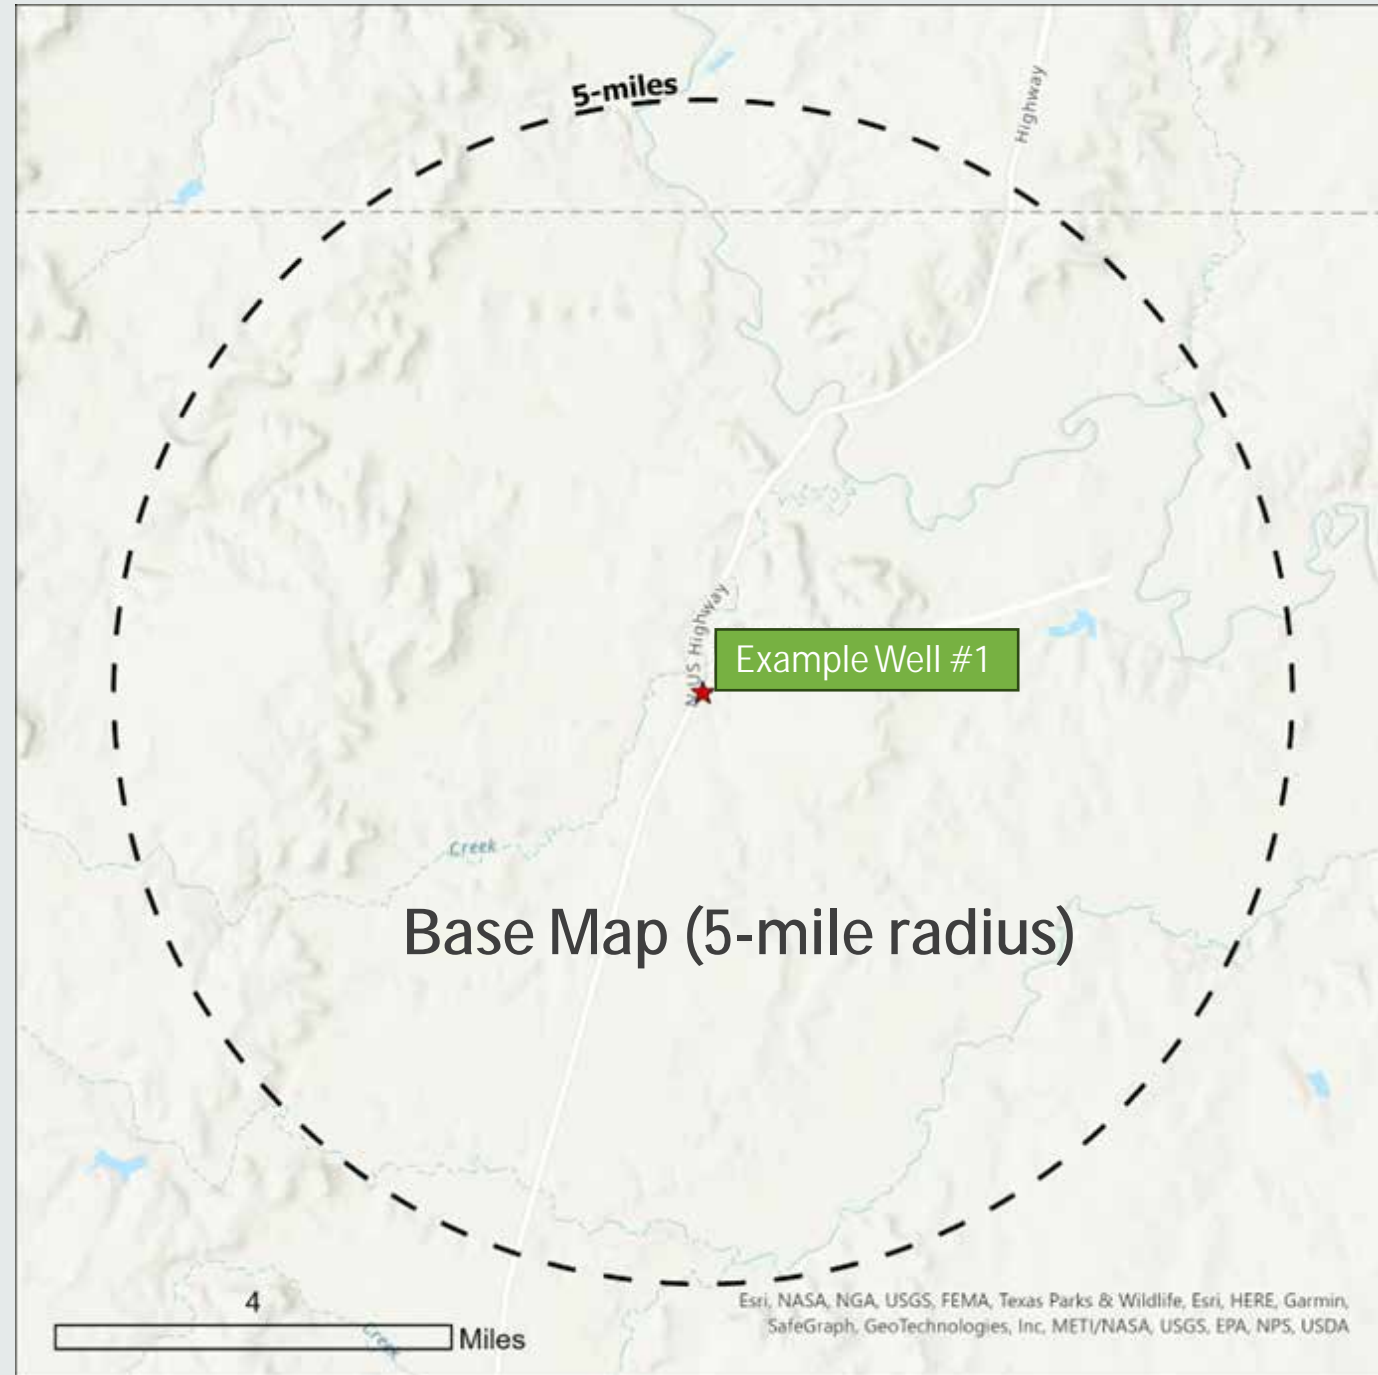 5-miles
Highway
N US Highway
Example Well #1
Creek
Base Map (5-mile radius)
4
Miles
Creek
Esri, NASA, NGA, USGS, FEMA, Texas Parks & Wildlife, Esri, HERE, Garmin,
SafeGraph, GeoTechnologies, Inc, METI/NASA, USGS, EPA, NPS, USDA